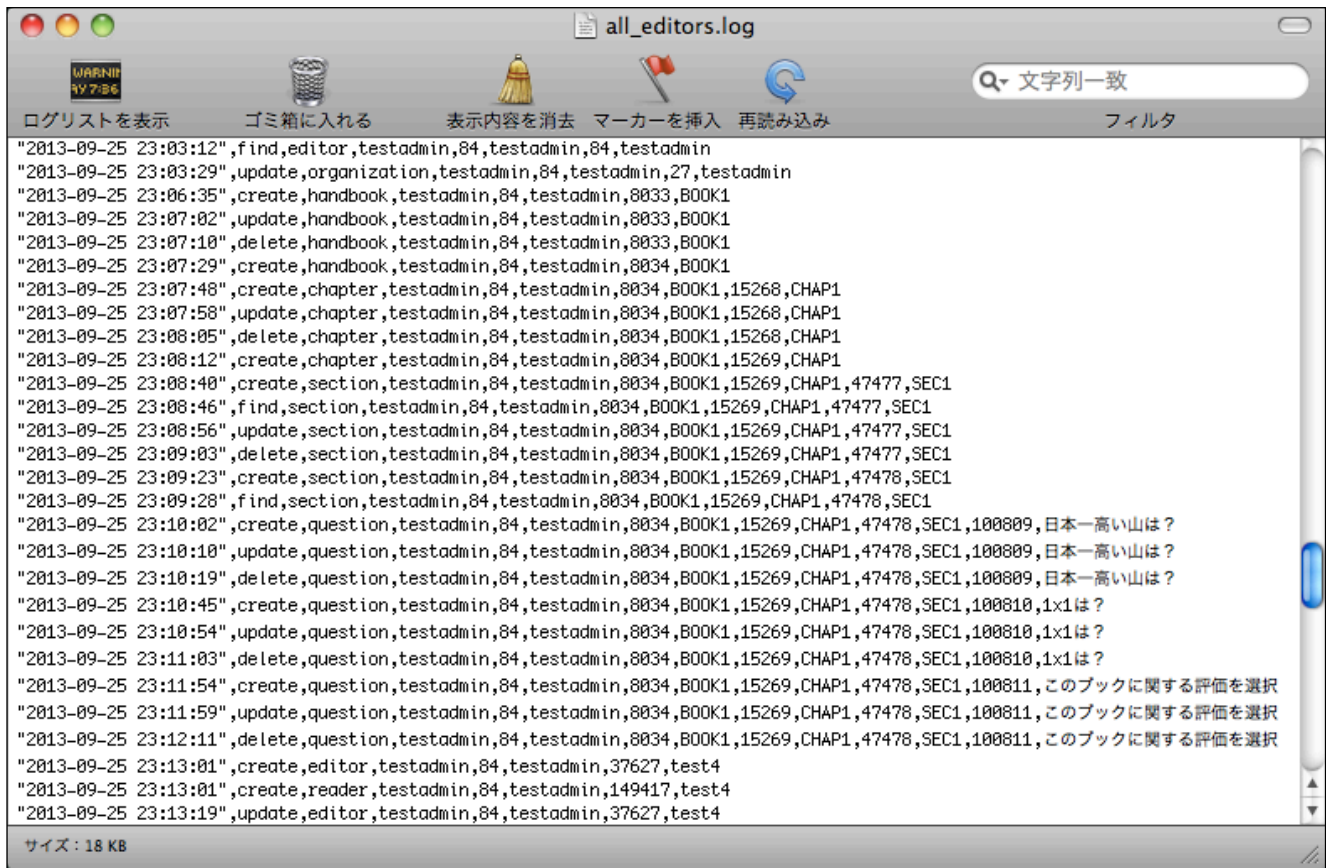 all_editors.log
WARNIN
AY 7:36
文字列一致
ログリストを表示 ゴミ箱に入れる 表示内容を消去 マーカーを挿入 再読み込み フィルタ
"2013-09-25 23:03:12",find,editor,testadmin,84,testadmin,84,testadmin
"2013-09-25 23:03:29",update,organization,testadmin,84,testadmin,27,testadmin
"2013-09-25 23:06:35",create,handbook,testadmin,84,testadmin,8033,BOOK1
"2013-09-25 23:07:02",update,handbook,testadmin,84,testadmin,8033,BOOK1
"2013-09-25 23:07:10",delete,handbook,testadmin,84,testadmin,8033,BOOK1
"2013-09-25 23:07:29",create,handbook,testadmin,84,testadmin,8034,BOOK1
"2013-09-25 23:07:48",create,chapter,testadmin,84,testadmin,8034,BOOK1,15268,CHAP1
"2013-09-25 23:07:58",update,chapter,testadmin,84,testadmin,8034,BOOK1,15268,CHAP1
"2013-09-25 23:08:05",delete,chapter,testadmin,84,testadmin,8034,BOOK1,15268,CHAP1
"2013-09-25 23:08:12",create,chapter,testadmin,84,testadmin,8034,BOOK1,15269,CHAP1
"2013-09-25 23:08:40",create,section,testadmin,84,testadmin,8034,BOOK1,15269,CHAP1,47477,SEC1
"2013-09-25 23:08:46",find,section,testadmin,84,testadmin,8034,BOOK1,15269,CHAP1,47477,SEC1
"2013-09-25 23:08:56",update,section,testadmin,84,testadmin,8034,BOOK1,15269,CHAP1,47477,SEC1
"2013-09-25 23:09:03",delete,section,testadmin,84,testadmin,8034,BOOK1,15269,CHAP1,47477,SEC1
"2013-09-25 23:09:23",create,section,testadmin,84,testadmin,8034,BOOK1,15269,CHAP1,47478,SEC1
"2013-09-25 23:09:28",find,section,testadmin,84,testadmin,8034,BOOK1,15269,CHAP1,47478,SEC1
"2013-09-25 23:10:02",create,question,testadmin,84,testadmin,8034,BOOK1,15269,CHAP1,47478,SEC1,100809,日本一高い山は？
"2013-09-25 23:10:10",update,question,testadmin,84,testadmin,8034,BOOK1,15269,CHAP1,47478,SEC1,100809,日本一高い山は？
"2013-09-25 23:10:19",delete,question,testadmin,84,testadmin,8034,BOOK1,15269,CHAP1,47478,SEC1,100809,日本一高い山は？
"2013-09-25 23:10:45",create,question,testadmin,84,testadmin,8034,BOOK1,15269,CHAP1,47478,SEC1,100810,1x1は？
"2013-09-25 23:10:54",update,question,testadmin,84,testadmin,8034,BOOK1,15269,CHAP1,47478,SEC1,100810,1x1は？
"2013-09-25 23:11:03",delete,question,testadmin,84,testadmin,8034,BOOK1,15269,CHAP1,47478,SEC1,100810,1x1は？
"2013-09-25 23:11:54",create,question,testadmin,84,testadmin,8034,BOOK1,15269,CHAP1,47478,SEC1,100811,このブックに関する評価を選択
"2013-09-25 23:11:59",update,question,testadmin,84,testadmin,8034,BOOK1,15269,CHAP1,47478,SEC1,100811,このブックに関する評価を選択
"2013-09-25 23:12:11",delete,question,testadmin,84,testadmin,8034,BOOK1,15269,CHAP1,47478,SEC1,100811,このブックに関する評価を選択
"2013-09-25 23:13:01",create,editor,testadmin,84,testadmin,37627,test4
"2013-09-25 23:13:01",create,reader,testadmin,84,testadmin,149417,test4
"2013-09-25 23:13:19",update,editor,testadmin,84,testadmin,37627,test4
サイズ：18 KB